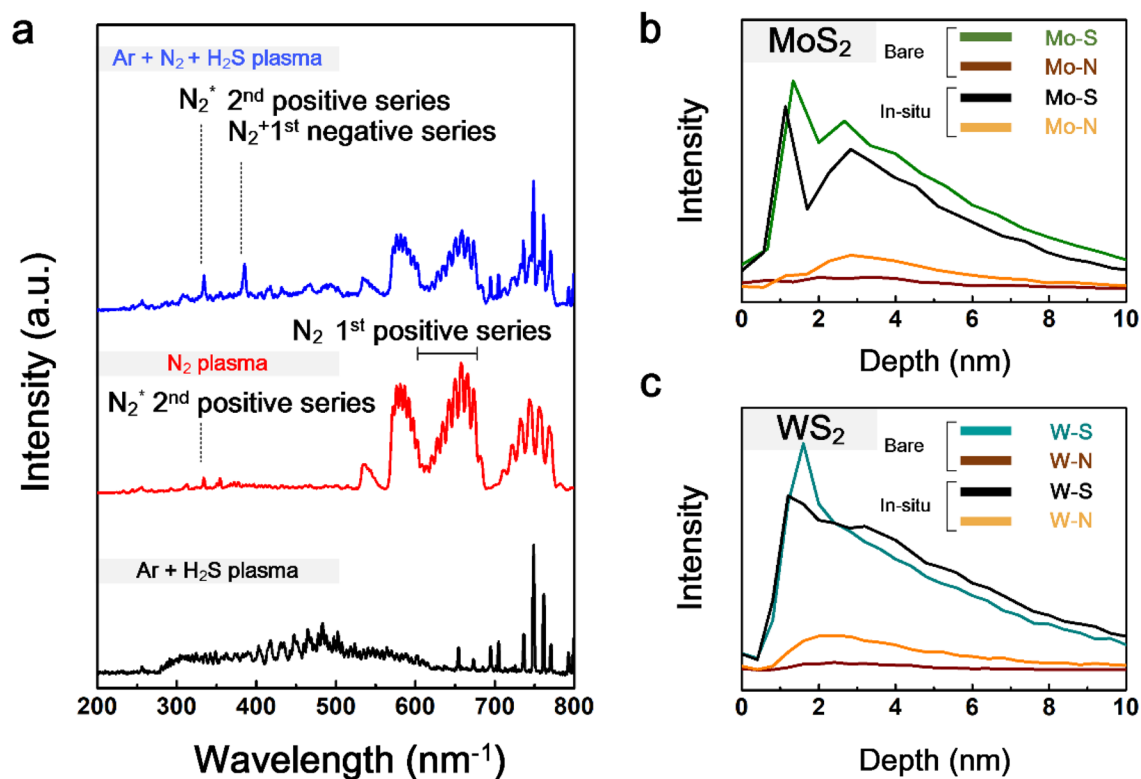 a
Ar + N₂ + H₂S plasma
N₂* 2nd positive series
N₂⁺1st negative series
N₂ 1st positive series
N₂ plasma
N₂* 2nd positive series
Ar + H₂S plasma
Intensity (a.u.)
200 300 400 500 600 700 800
Wavelength (nm⁻¹)
b
MoS₂
Bare
Mo-S
Mo-N
In-situ
Mo-S
Mo-N
Intensity
0 2 4 6 8 10
Depth (nm)
c
WS₂
Bare
W-S
W-N
In-situ
W-S
W-N
Intensity
0 2 4 6 8 10
Depth (nm)